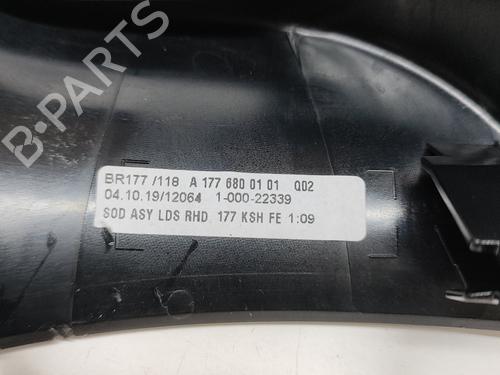 B-PARTS
BR177 /118 A 177 680 01 01 Q02
04.10.19/12064 1-000-22339
SOD ASY LDS RHD 177 KSH FE 1:09